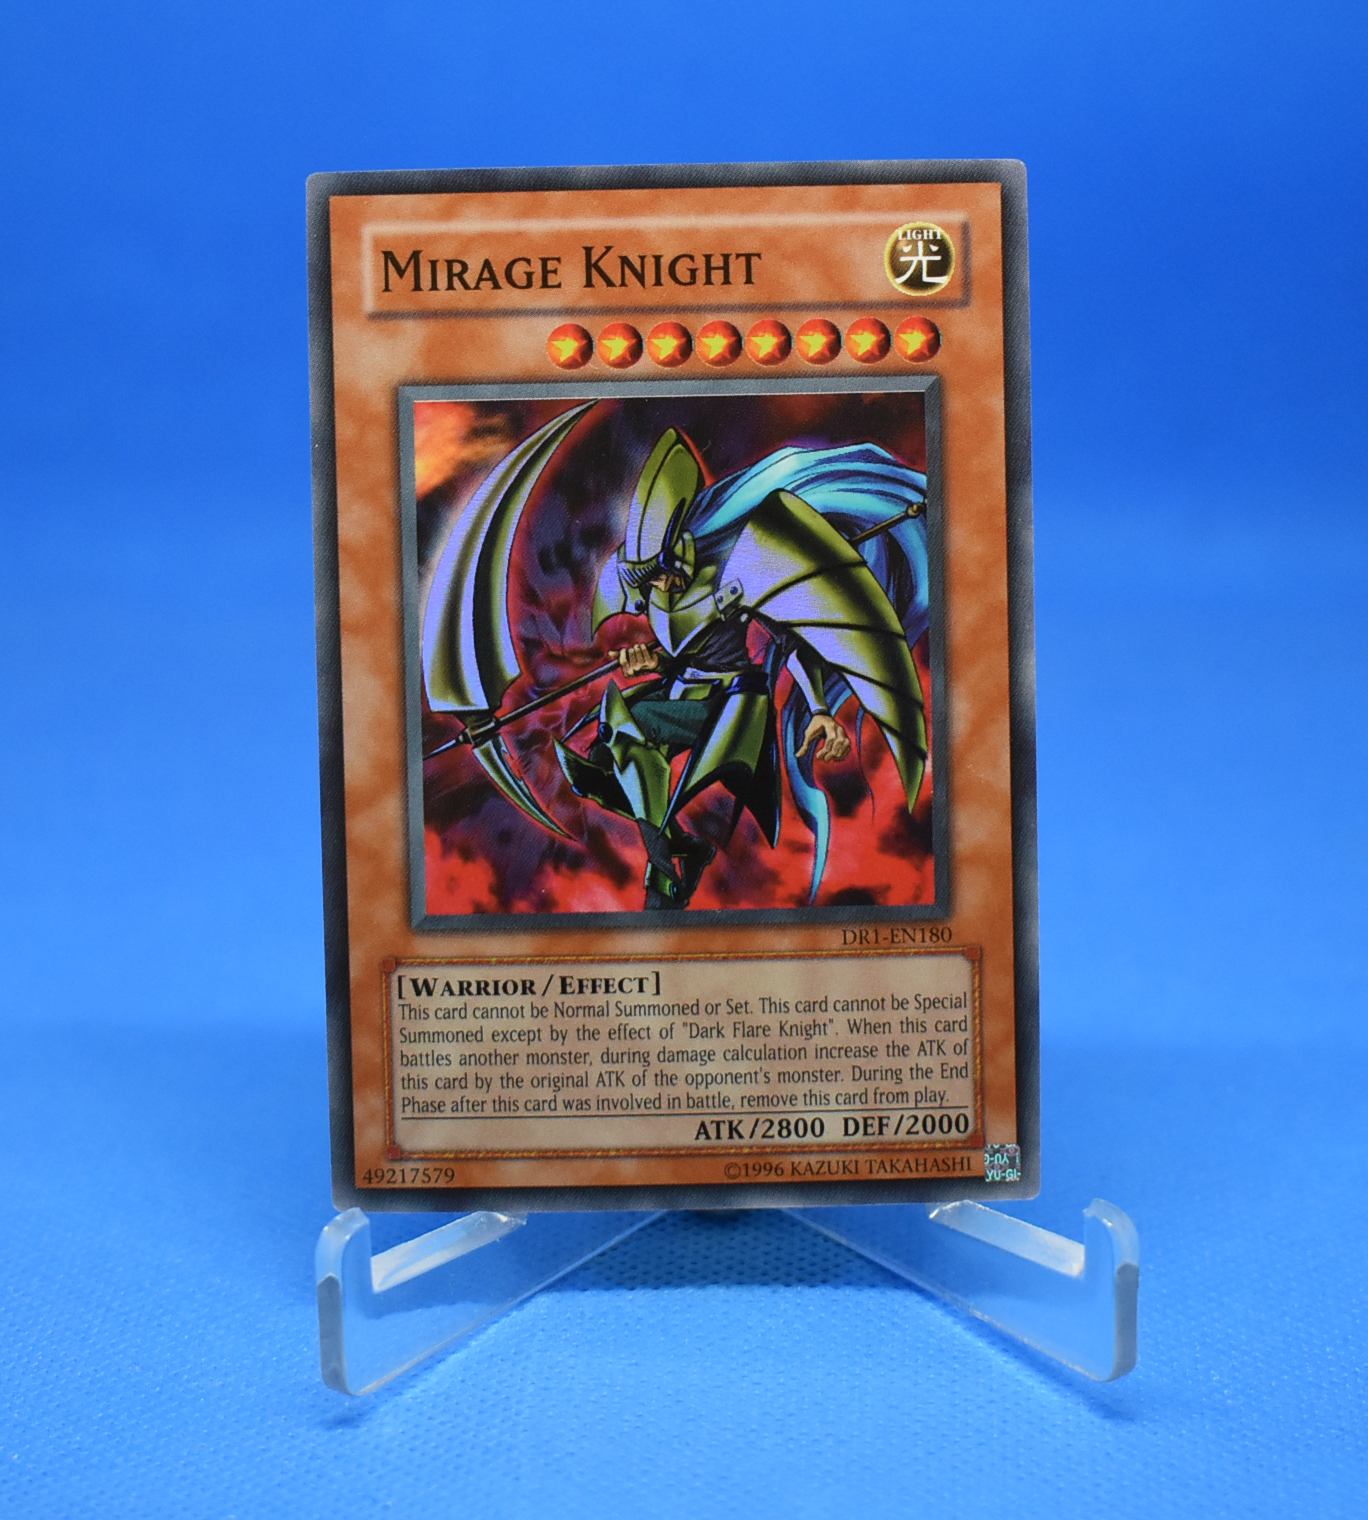 MIRAGE KNIGHT
LIGHT
光
DR1-EN180
[WARRIOR/EFFECT]
This card cannot be Normal Summoned or Set. This card cannot be Special
Summoned except by the effect of "Dark Flare Knight". When this card
battles another monster, during damage calculation increase the ATK of
this card by the original ATK of the opponent's monster. During the End
Phase after this card was involved in battle, remove this card from play.
ATK/2800 DEF/2000
49217579
©1996 KAZUKI TAKAHASHI